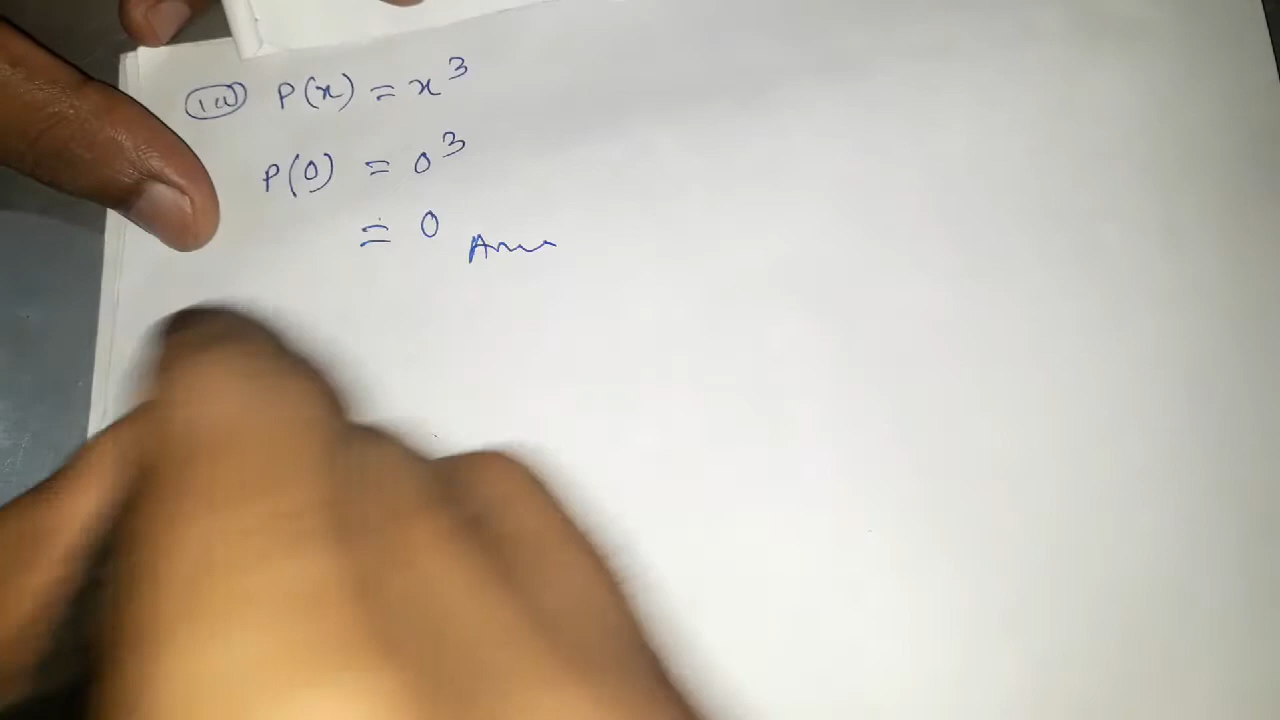 (iii) P(x) = x³
P(0) = 0³
= 0 Ans